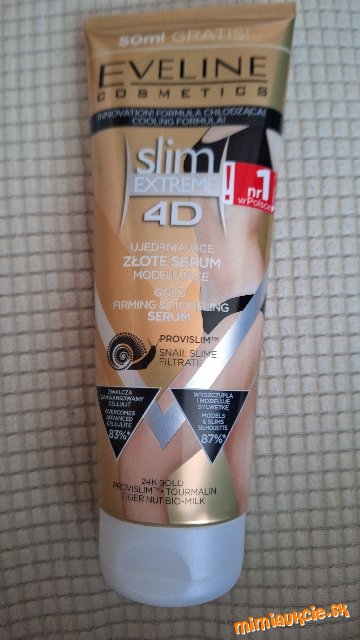 50ml GRATIS!
EVELINE
COSMETICS
INNOVATION! FORMUŁA CHŁODZĄCA!
COOLING FORMULA!
slim
EXTREME
4D
! nr 1
w Polsce
UJĘDRNIAJĄCE
ZŁOTE SERUM
MODELUJĄCE
GOLD
FIRMING & MODELING
SERUM
PROVISLIM™
SNAIL SLIME
FILTRATE
ZWALCZA
ZAAWANSOWANY
CELLULIT
OVERCOMES
ADVANCED
CELLULITE
83%*
WYSZCZUPLA
I MODELUJE
SYLWETKĘ
MODELS
& SLIMS
SILHOUETTE
87%*
24K GOLD
PROVISLIM™• TOURMALIN
TIGER NUT BIO-MILK
mimiaukcie.sk